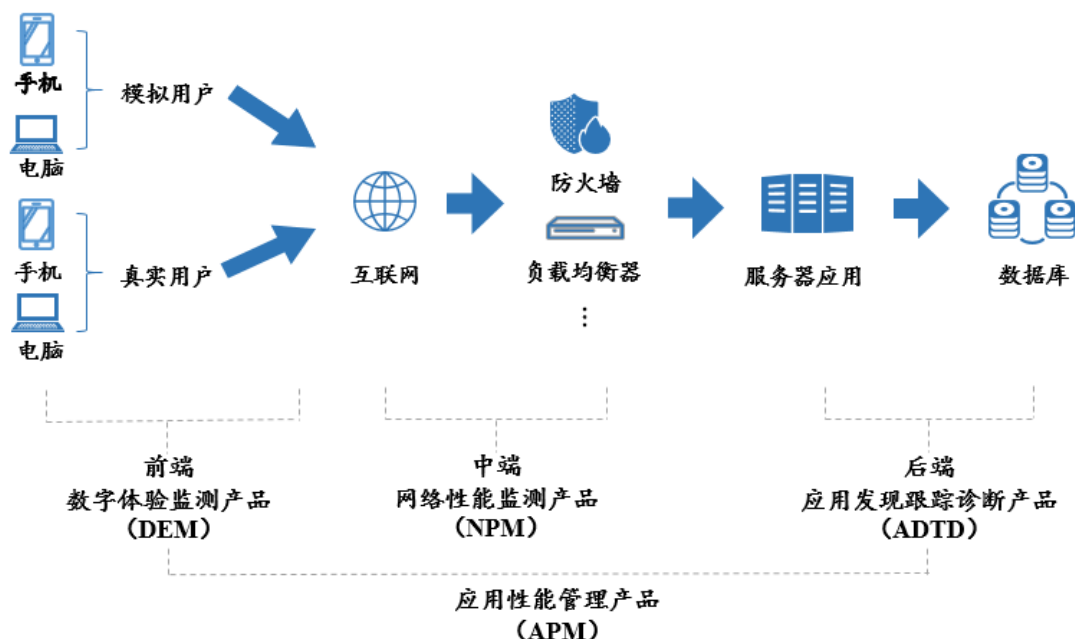 手机
模拟用户
电脑
手机
真实用户
电脑
互联网
防火墙
负载均衡器
⋮
服务器应用
数据库
前端
数字体验监测产品
（DEM）
中端
网络性能监测产品
（NPM）
后端
应用发现跟踪诊断产品
（ADTD）
应用性能管理产品
（APM）